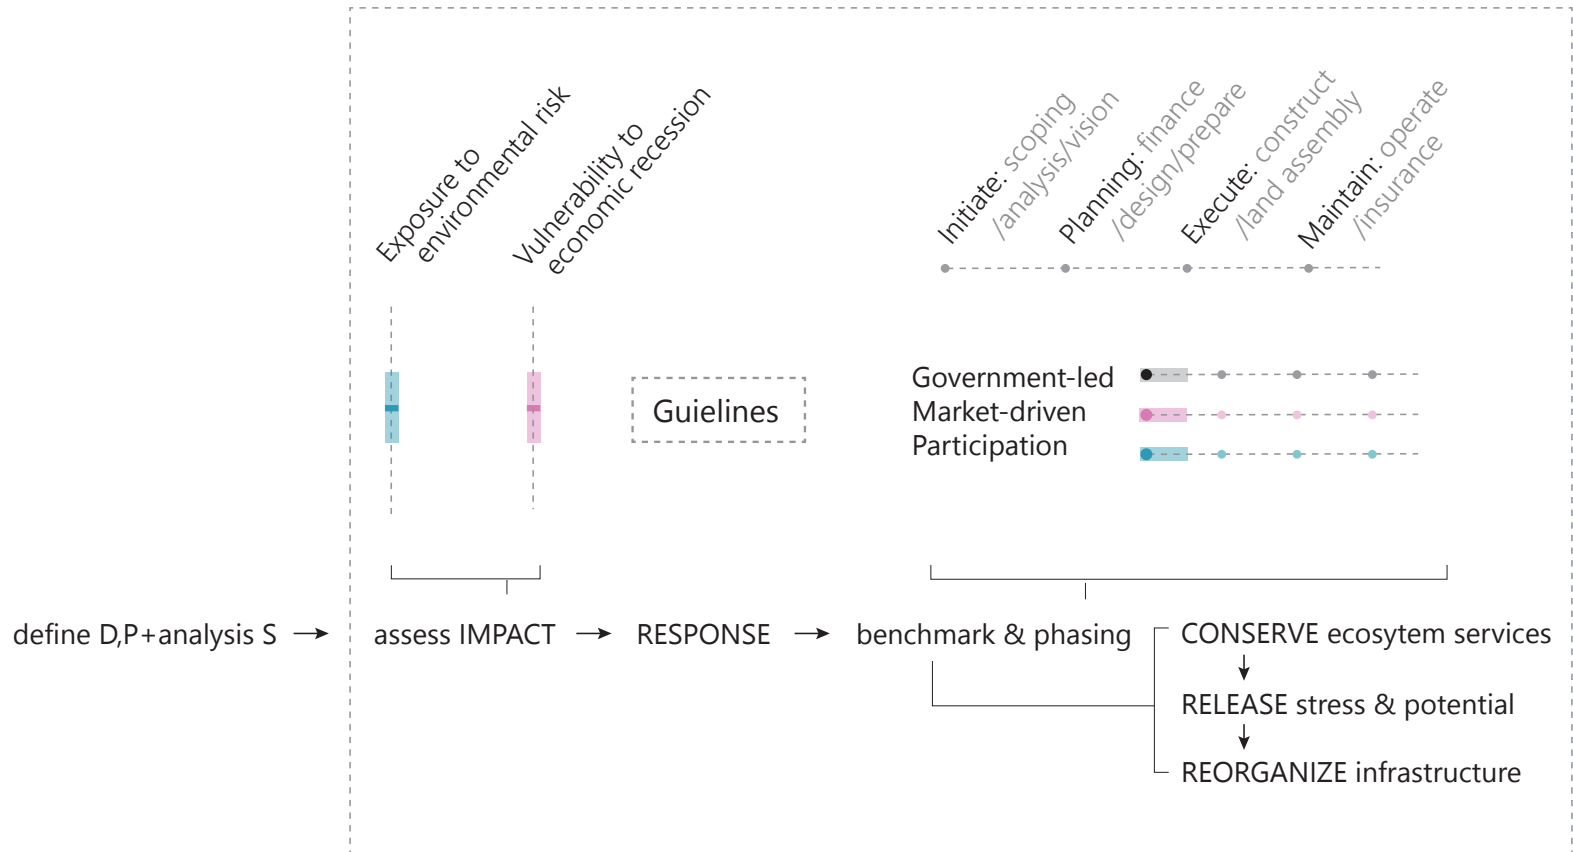 Exposure to
environmental risk
Vulnerability to
economic recession
Initiate: scoping
/analysis/vision
Planning: finance
/design/prepare
Execute: construct
/land assembly
Maintain: operate
/insurance
Guielines
Government-led
Market-driven
Participation
define D,P+analysis S
assess IMPACT
RESPONSE
benchmark & phasing
CONSERVE ecosytem services
RELEASE stress & potential
REORGANIZE infrastructure